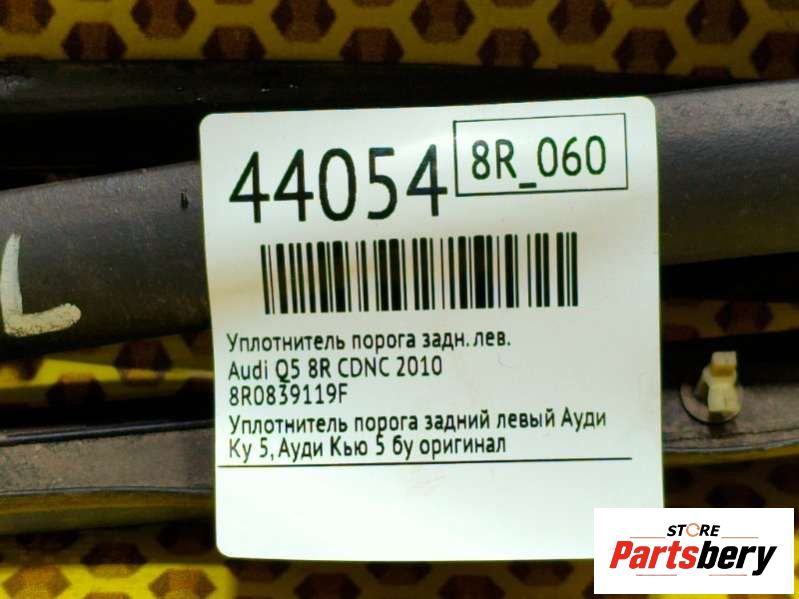 44054
8R_060
L
Уплотнитель порога задн. лев.
Audi Q5 8R CDNC 2010
8R0839119F
Уплотнитель порога задний левый Ауди
Ку 5, Ауди Кью 5 бу оригинал
STORE
Partsbery